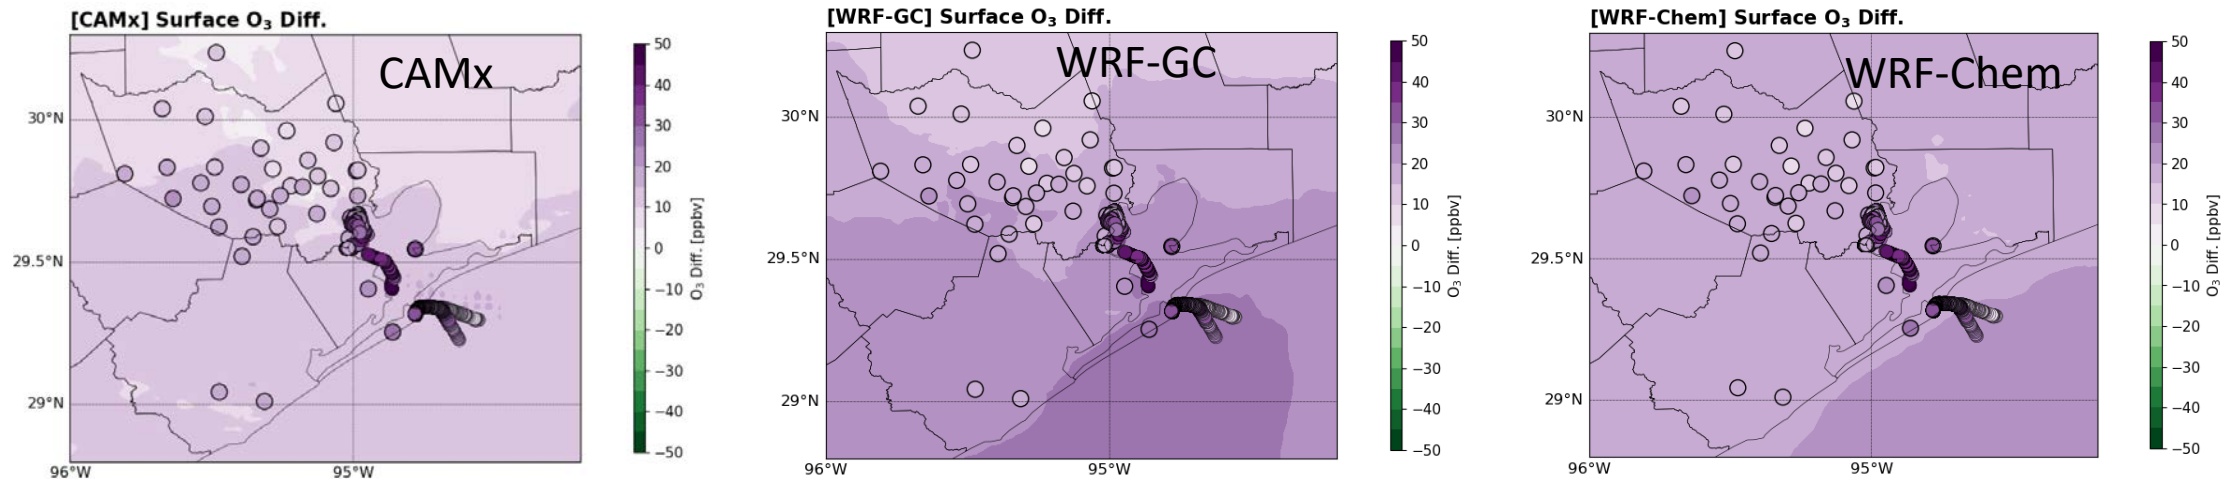 [CAMx] Surface O₃ Diff.
CAMx
30°N
29.5°N
29°N
96°W
95°W
50
40
30
20
10
0
−10
−20
−30
−40
−50
O₃ Diff. [ppbv]
[WRF-GC] Surface O₃ Diff.
WRF-GC
30°N
29.5°N
29°N
96°W
95°W
50
40
30
20
10
0
−10
−20
−30
−40
−50
O₃ Diff. [ppbv]
[WRF-Chem] Surface O₃ Diff.
WRF-Chem
30°N
29.5°N
29°N
96°W
95°W
50
40
30
20
10
0
−10
−20
−30
−40
−50
O₃ Diff. [ppbv]